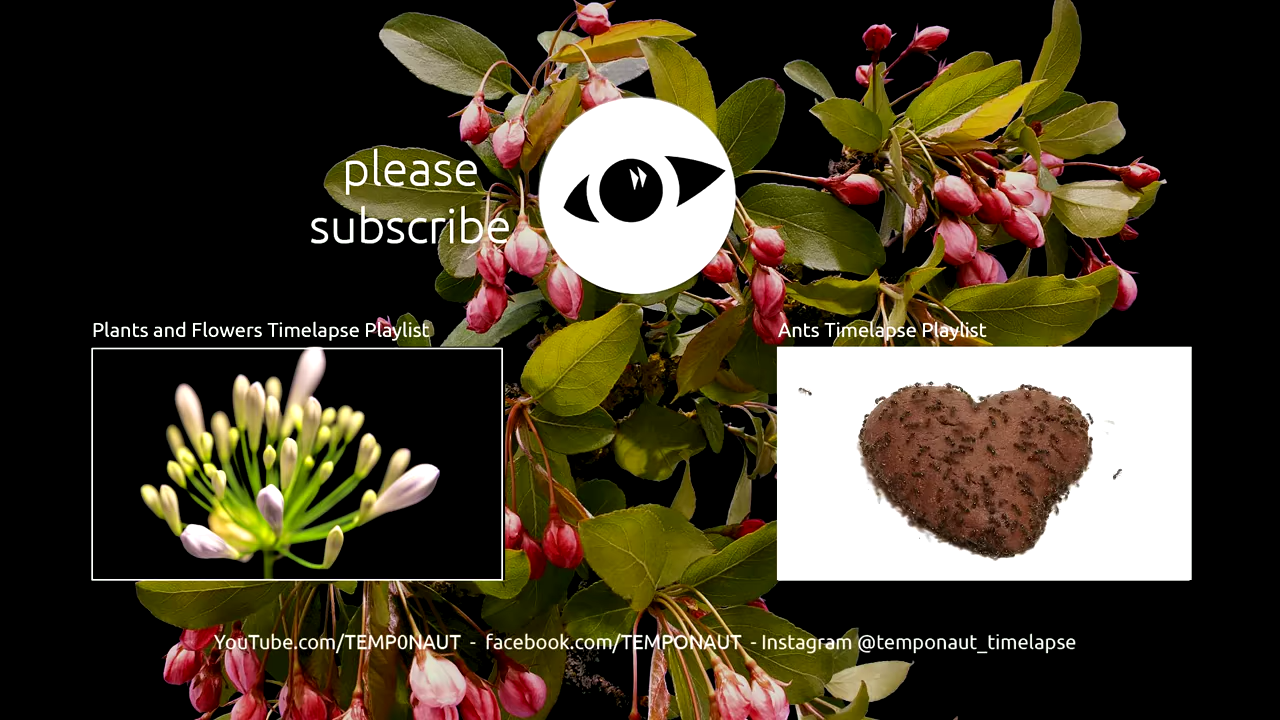 please
subscribe
Plants and Flowers Timelapse Playlist
Ants Timelapse Playlist
YouTube.com/TEMP0NAUT - facebook.com/TEMPONAUT - Instagram @temponaut_timelapse